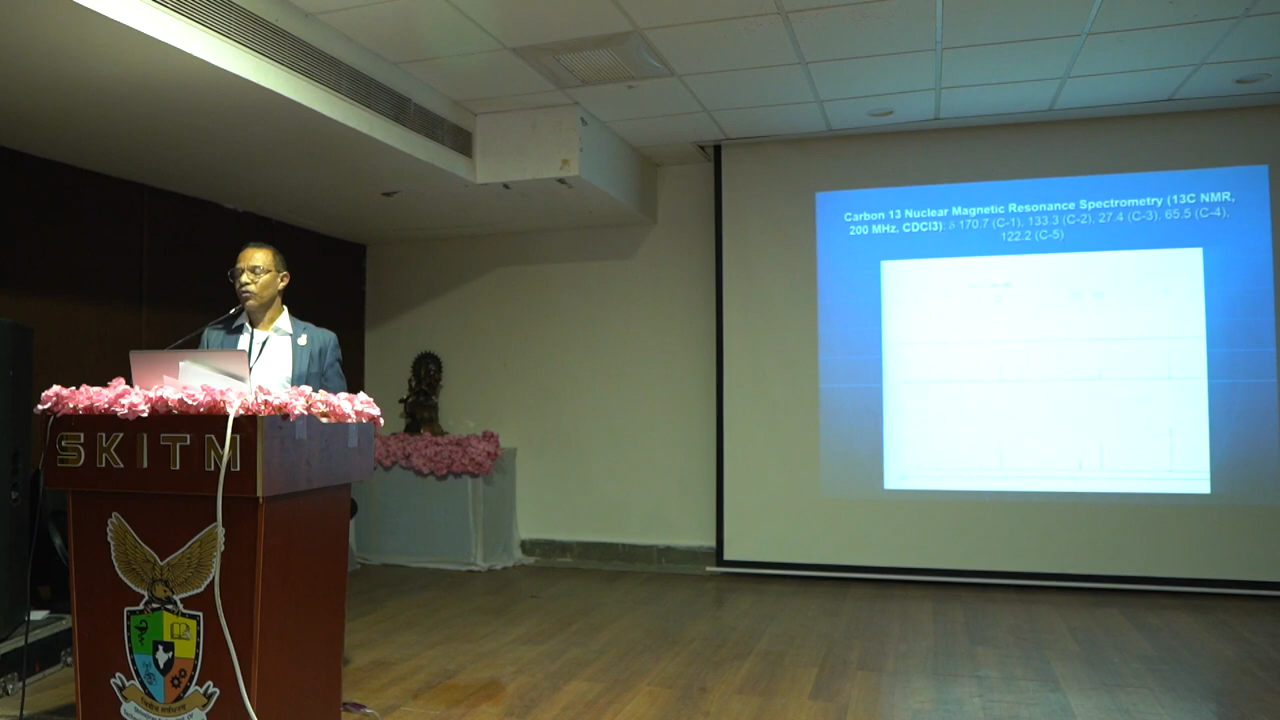 Carbon 13 Nuclear Magnetic Resonance Spectrometry (13C NMR,
200 MHz, CDCl3). δ 170.7 (C-1), 133.3 (C-2), 27.4 (C-3), 65.5 (C-4),
122.2 (C-5)
SKITM